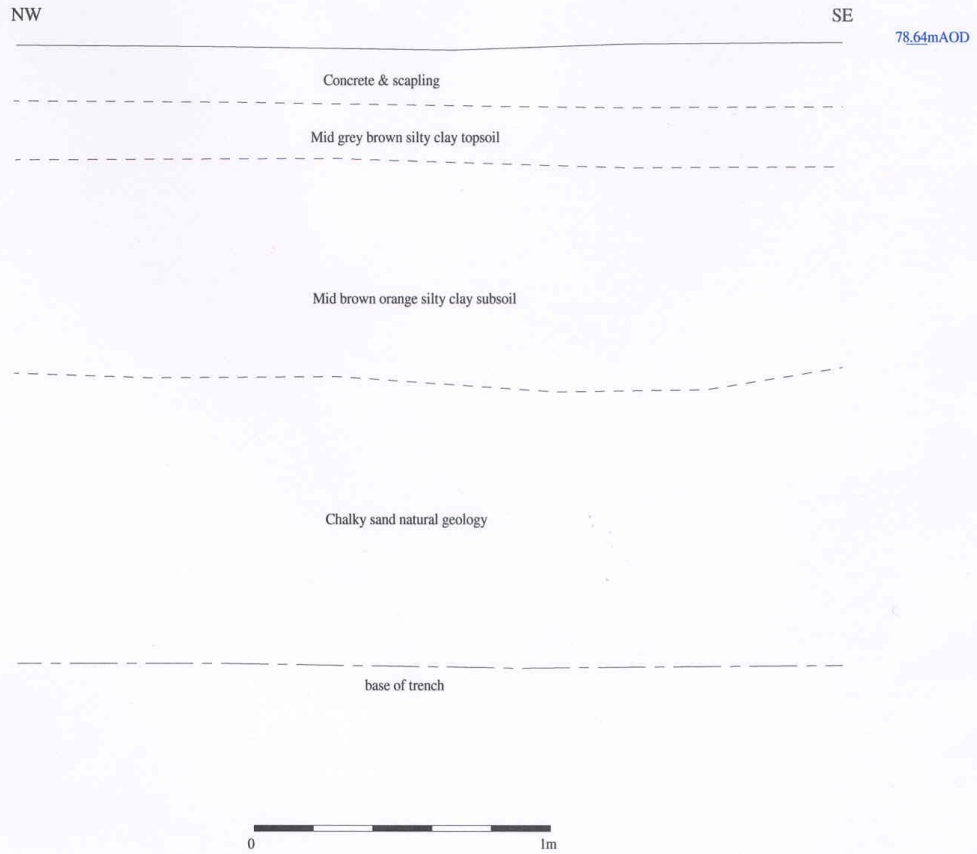 NW
SE
78.64mAOD
Concrete & scapling
Mid grey brown silty clay topsoil
Mid brown orange silty clay subsoil
Chalky sand natural geology
base of trench
0
1m